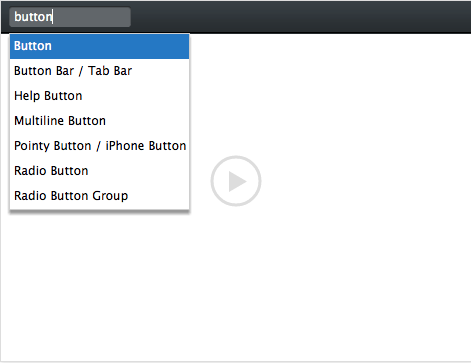 button
Button
Button Bar / Tab Bar
Help Button
Multiline Button
Pointy Button / iPhone Button
Radio Button
Radio Button Group